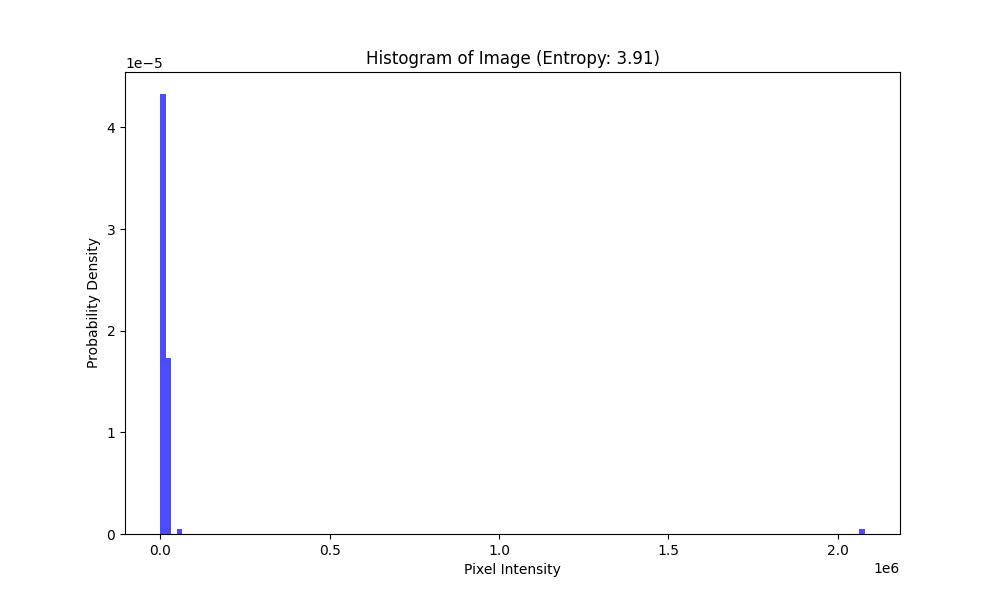 Histogram of Image (Entropy: 3.91)
1e−5
4
3
2
1
0
Probability Density
0.0 0.5 1.0 1.5 2.0
1e6
Pixel Intensity